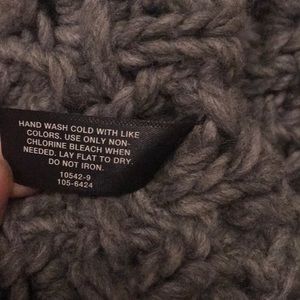 HAND WASH COLD WITH LIKE
COLORS. USE ONLY NON-
CHLORINE BLEACH WHEN
NEEDED. LAY FLAT TO DRY.
DO NOT IRON.
10542-9
105-6424